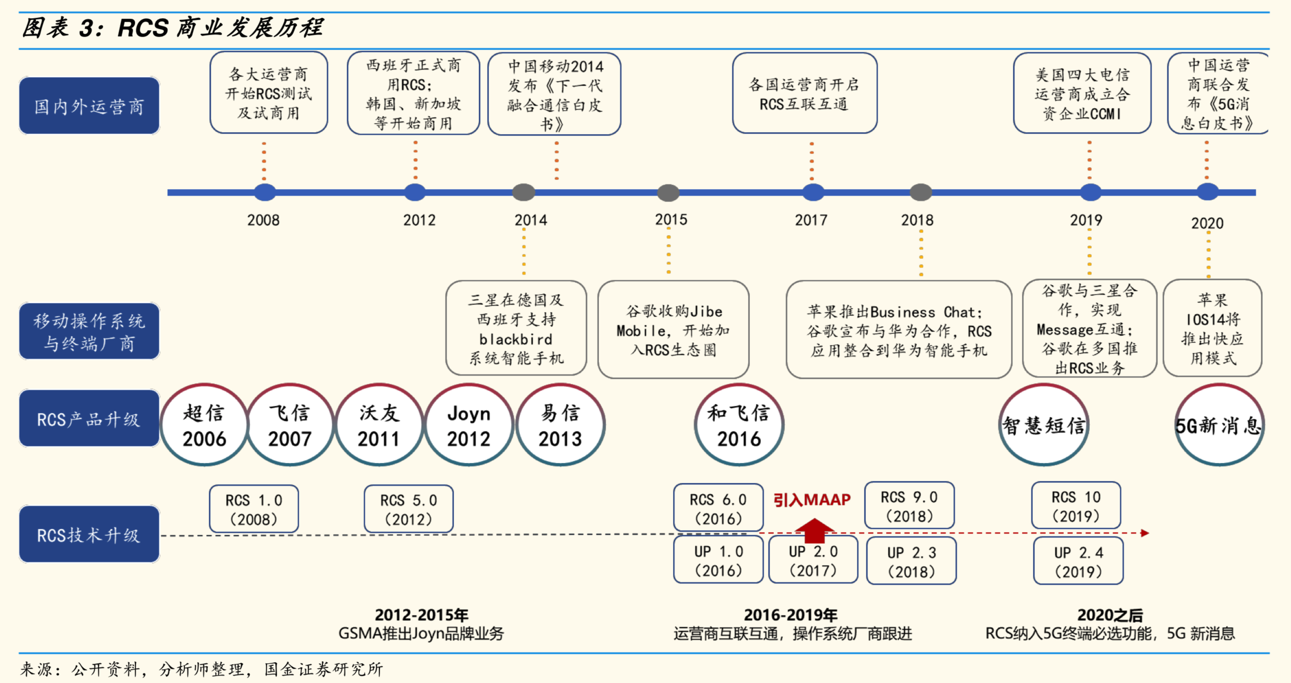 图表 3：RCS 商业发展历程
国内外运营商
各大运营商
开始RCS测试
及试商用
西班牙正式商
用RCS；
韩国、新加坡
等开始商用
中国移动2014
发布《下一代
融合通信白皮
书》
各国运营商开启
RCS互联互通
美国四大电信
运营商成立合
资企业CCMI
中国运营
商联合发
布《5G消
息白皮书》
2008
2012
2014
2015
2017
2018
2019
2020
移动操作系统
与终端厂商
三星在德国及
西班牙支持
blackbird
系统智能手机
谷歌收购Jibe
Mobile，开始加
入RCS生态圈
苹果推出Business Chat；
谷歌宣布与华为合作，RCS
应用整合到华为智能手机
谷歌与三星合
作，实现
Message互通；
谷歌在多国推
出RCS业务
苹果
IOS14将
推出快应
用模式
RCS产品升级
超信
2006
飞信
2007
沃友
2011
Joyn
2012
易信
2013
和飞信
2016
智慧短信
5G新消息
RCS技术升级
RCS 1.0
（2008）
RCS 5.0
（2012）
RCS 6.0
（2016）
引入MAAP
RCS 9.0
（2018）
RCS 10
（2019）
UP 1.0
（2016）
UP 2.0
（2017）
UP 2.3
（2018）
UP 2.4
（2019）
2012-2015年
GSMA推出Joyn品牌业务
2016-2019年
运营商互联互通，操作系统厂商跟进
2020之后
RCS纳入5G终端必选功能，5G 新消息
来源：公开资料，分析师整理，国金证券研究所